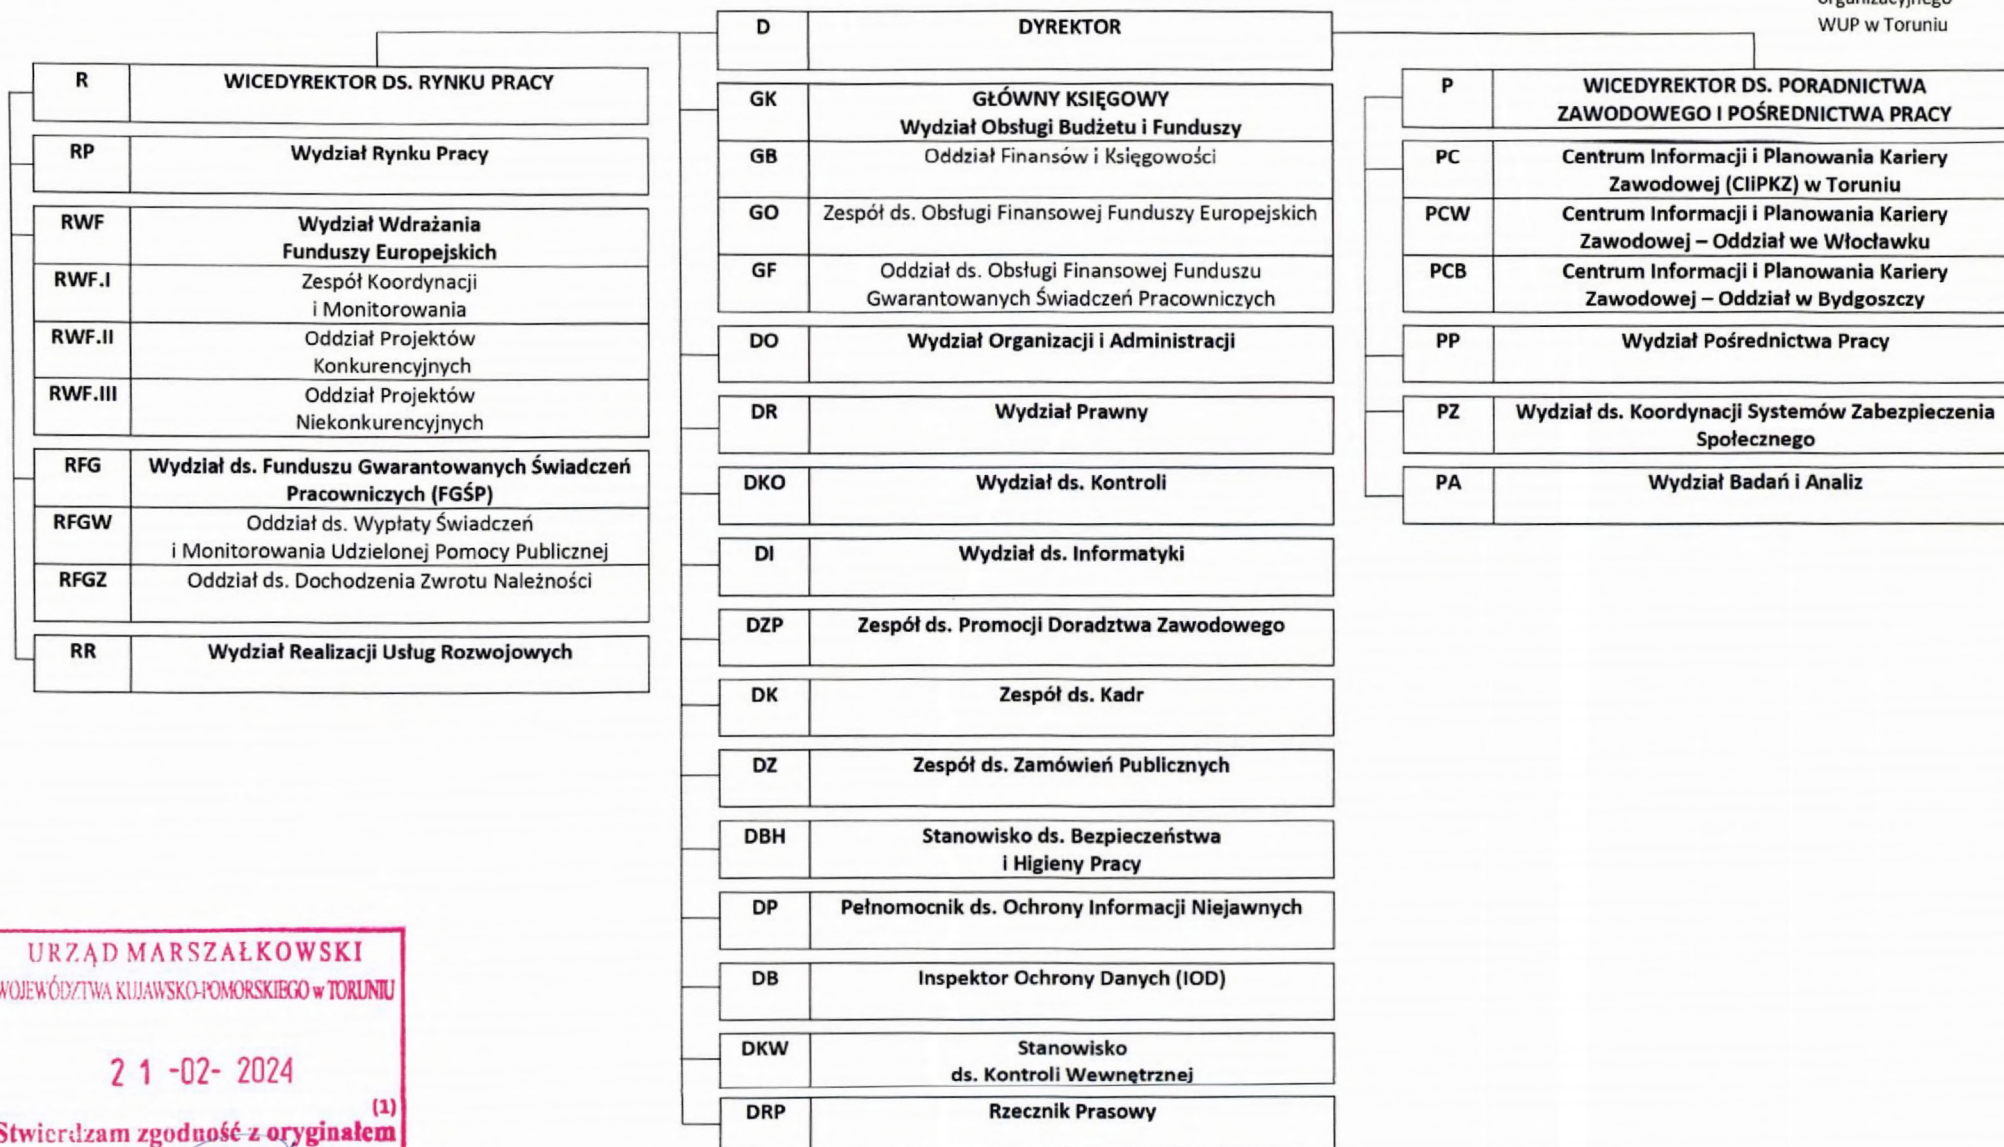 organizacyjnego
WUP w Toruniu
D DYREKTOR
R WICEDYREKTOR DS. RYNKU PRACY
RP Wydział Rynku Pracy
RWF Wydział Wdrażania
Funduszy Europejskich
RWF.I Zespół Koordynacji
i Monitorowania
RWF.II Oddział Projektów
Konkurencyjnych
RWF.III Oddział Projektów
Niekonkurencyjnych
RFG Wydział ds. Funduszu Gwarantowanych Świadczeń
Pracowniczych (FGŚP)
RFGW Oddział ds. Wypłaty Świadczeń
i Monitorowania Udzielonej Pomocy Publicznej
RFGZ Oddział ds. Dochodzenia Zwrotu Należności
RR Wydział Realizacji Usług Rozwojowych
GK GŁÓWNY KSIĘGOWY
Wydział Obsługi Budżetu i Funduszy
GB Oddział Finansów i Księgowości
GO Zespół ds. Obsługi Finansowej Funduszy Europejskich
GF Oddział ds. Obsługi Finansowej Funduszu
Gwarantowanych Świadczeń Pracowniczych
DO Wydział Organizacji i Administracji
DR Wydział Prawny
DKO Wydział ds. Kontroli
DI Wydział ds. Informatyki
DZP Zespół ds. Promocji Doradztwa Zawodowego
DK Zespół ds. Kadr
DZ Zespół ds. Zamówień Publicznych
DBH Stanowisko ds. Bezpieczeństwa
i Higieny Pracy
DP Pełnomocnik ds. Ochrony Informacji Niejawnych
DB Inspektor Ochrony Danych (IOD)
DKW Stanowisko
ds. Kontroli Wewnętrznej
DRP Rzecznik Prasowy
P WICEDYREKTOR DS. PORADNICTWA
ZAWODOWEGO I POŚREDNICTWA PRACY
PC Centrum Informacji i Planowania Kariery
Zawodowej (CIiPKZ) w Toruniu
PCW Centrum Informacji i Planowania Kariery
Zawodowej – Oddział we Włocławku
PCB Centrum Informacji i Planowania Kariery
Zawodowej – Oddział w Bydgoszczy
PP Wydział Pośrednictwa Pracy
PZ Wydział ds. Koordynacji Systemów Zabezpieczenia
Społecznego
PA Wydział Badań i Analiz
URZĄD MARSZAŁKOWSKI
WOJEWÓDZTWA KUJAWSKO-POMORSKIEGO w TORUNIU
21 -02- 2024
(1)
Stwierdzam zgodność z oryginałem